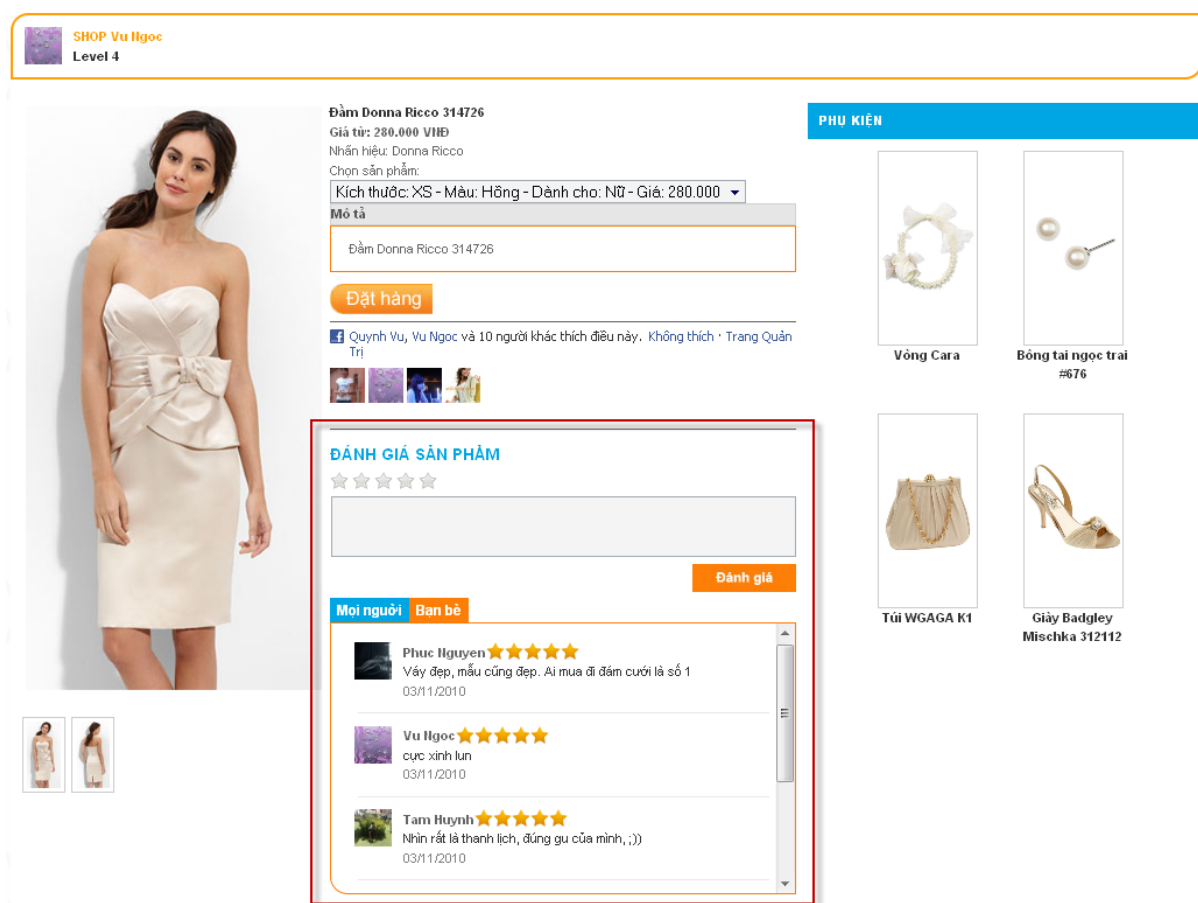 SHOP Vu Ngoc
Level 4
Đầm Donna Ricco 314726
Giá từ: 280.000 VNĐ
Nhãn hiệu: Donna Ricco
Chọn sản phẩm:
Kích thước: XS - Màu: Hồng - Dành cho: Nữ - Giá: 280.000
Mô tả
Đầm Donna Ricco 314726
Đặt hàng
Quynh Vu, Vu Ngoc và 10 người khác thích điều này. Không thích · Trang Quản
Trị
ĐÁNH GIÁ SẢN PHẨM
Đánh giá
Mọi người Bạn bè
Phuc Nguyen
Váy đẹp, mẫu cũng đẹp. Ai mua đi đám cưới là số 1
03/11/2010
Vu Ngoc
cực xinh lun
03/11/2010
Tam Huynh
Nhìn rất là thanh lịch, đúng gu của mình, ;))
03/11/2010
PHỤ KIỆN
Vòng Cara
Bông tai ngọc trai
#676
Túi WGAGA K1
Giày Badgley
Mischka 312112